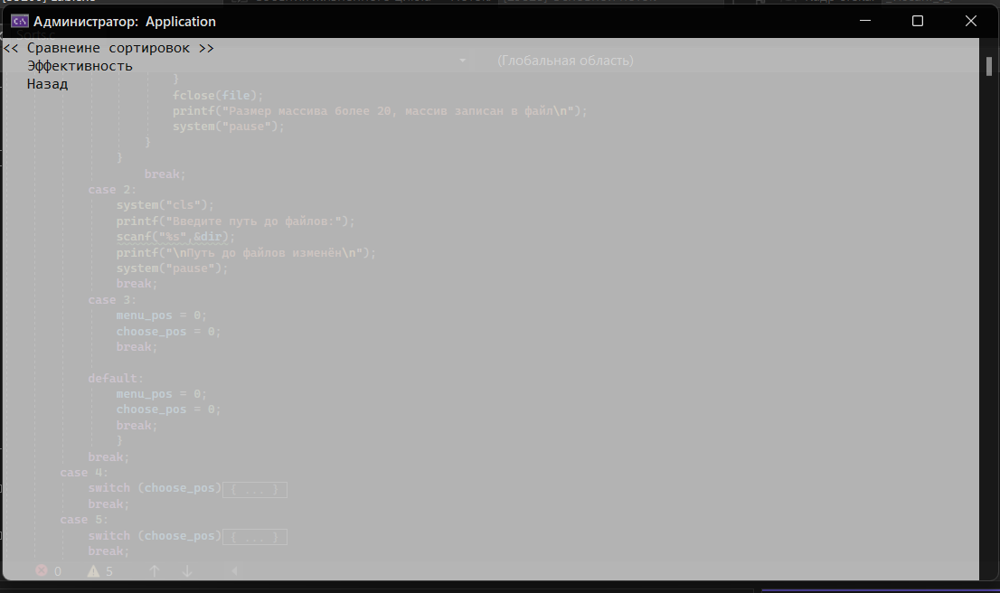 Администратор: Application
<< Сравнеине сортировок >>
Эффективность
(Глобальная область)
Назад
}
fclose(file);
printf("Размер массива более 20, массив записан в файл\n");
system("pause");
}
}
break;
case 2:
system("cls");
printf("Введите путь до файлов:");
scanf("%s",&dir);
printf("\nПуть до файлов изменён\n");
system("pause");
break;
case 3:
menu_pos = 0;
choose_pos = 0;
break;
default:
menu_pos = 0;
choose_pos = 0;
break;
}
break;
case 4:
switch (choose_pos) { ... }
break;
case 5:
switch (choose_pos) { ... }
break;
0 5